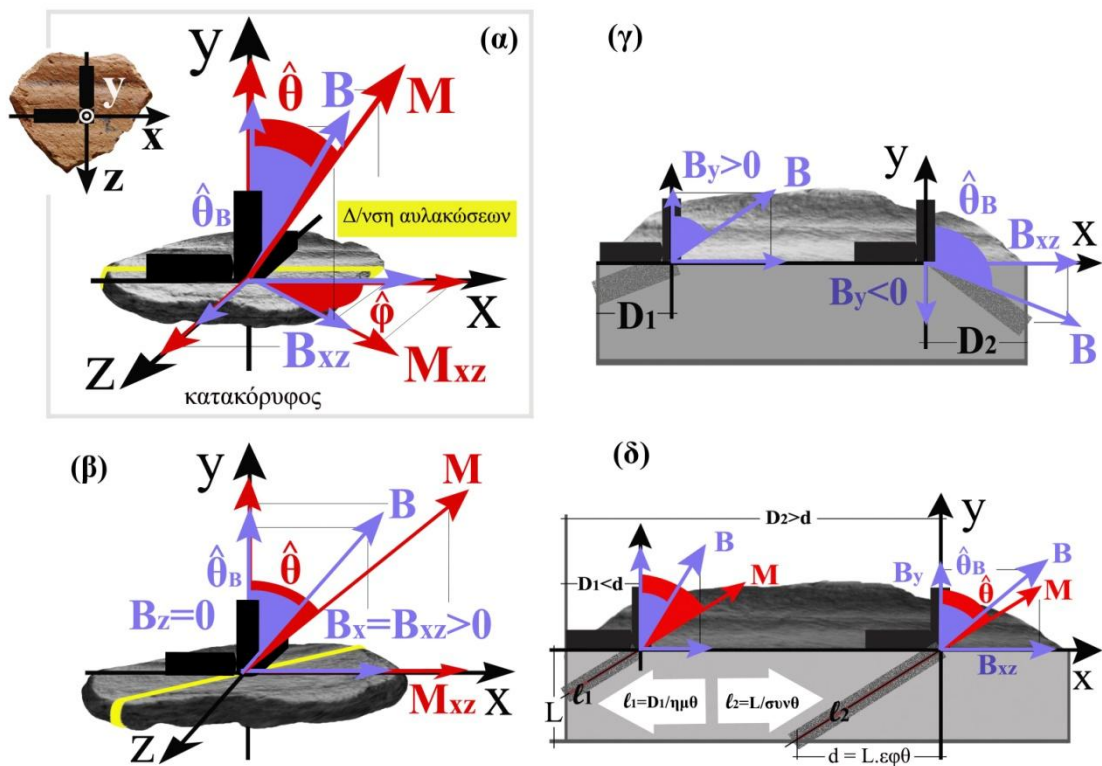 (α)
y
θ̂
B
M
θ̂B
Δ/νση αυλακώσεων
x
φ̂
Bxz
Mxz
z
κατακόρυφος
y
x
z
(γ)
By>0
B
y
θ̂B
Bxz
x
By<0
D1
D2
B
(β)
y
M
B
θ̂B
θ̂
Bz=0
Bx=Bxz>0
x
Mxz
z
(δ)
D2>d
y
D1<d
B
M
By
θ̂B
B
θ̂
M
Bxz
x
L
ℓ1
ℓ1=D1/ημθ
ℓ2=L/συνθ
ℓ2
d = L.εφθ